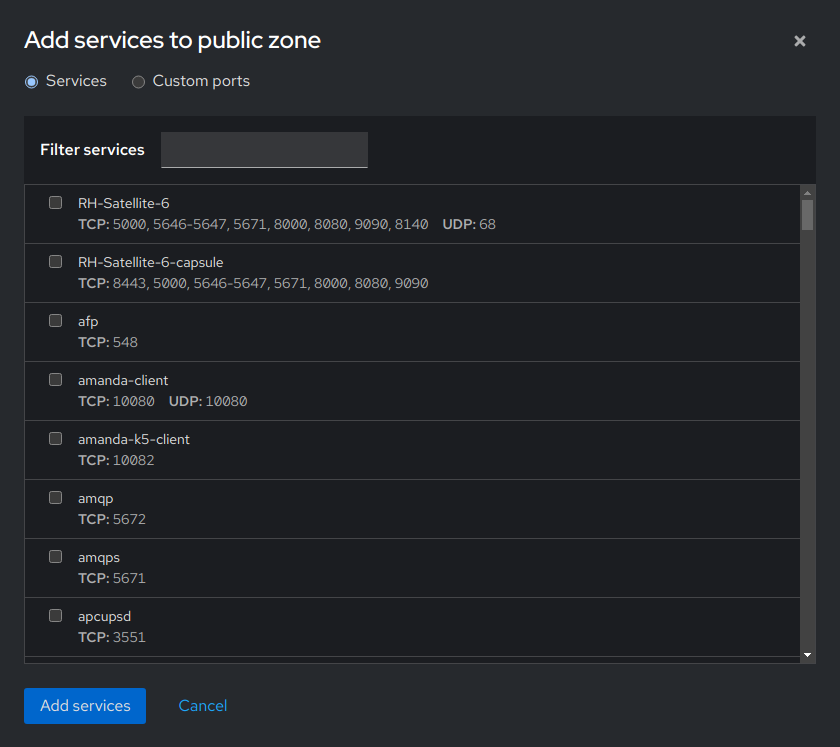 Add services to public zone
Services Custom ports
Filter services
RH-Satellite-6
TCP: 5000, 5646-5647, 5671, 8000, 8080, 9090, 8140 UDP: 68
RH-Satellite-6-capsule
TCP: 8443, 5000, 5646-5647, 5671, 8000, 8080, 9090
afp
TCP: 548
amanda-client
TCP: 10080 UDP: 10080
amanda-k5-client
TCP: 10082
amqp
TCP: 5672
amqps
TCP: 5671
apcupsd
TCP: 3551
Add services Cancel